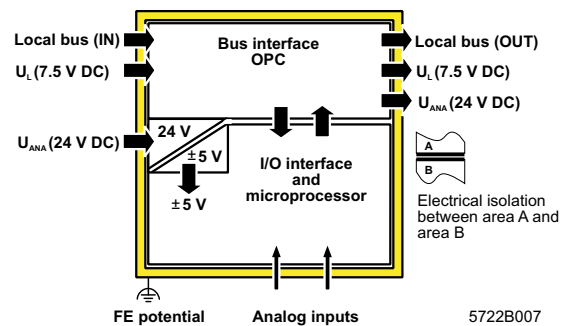 Local bus (IN)
Bus interface
OPC
Local bus (OUT)
UL (7.5 V DC)
UL (7.5 V DC)
UANA (24 V DC)
UANA (24 V DC)
24 V
±5 V
±5 V
I/O interface
and
microprocessor
A
B
Electrical isolation
between area A and
area B
FE potential
Analog inputs
5722B007